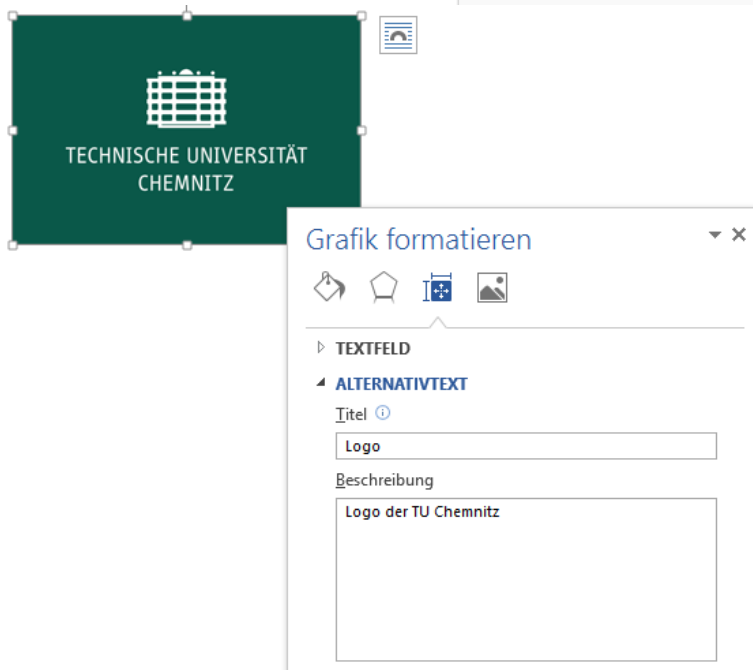 TECHNISCHE UNIVERSITÄT
CHEMNITZ
Grafik formatieren
TEXTFELD
ALTERNATIVTEXT
Titel
Logo
Beschreibung
Logo der TU Chemnitz